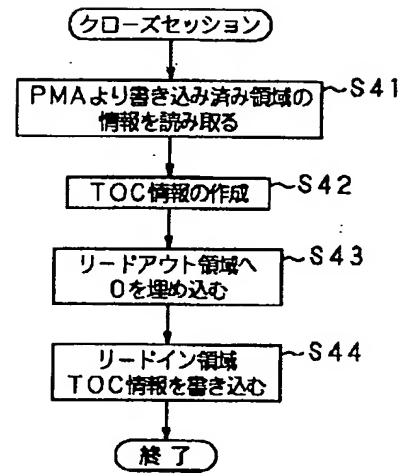 クローズセッション
PMAより書き込み済み領域の
情報を読み取る
S41
TOC情報の作成
S42
リードアウト領域へ
0を埋め込む
S43
リードイン領域
TOC情報を書き込む
S44
終了